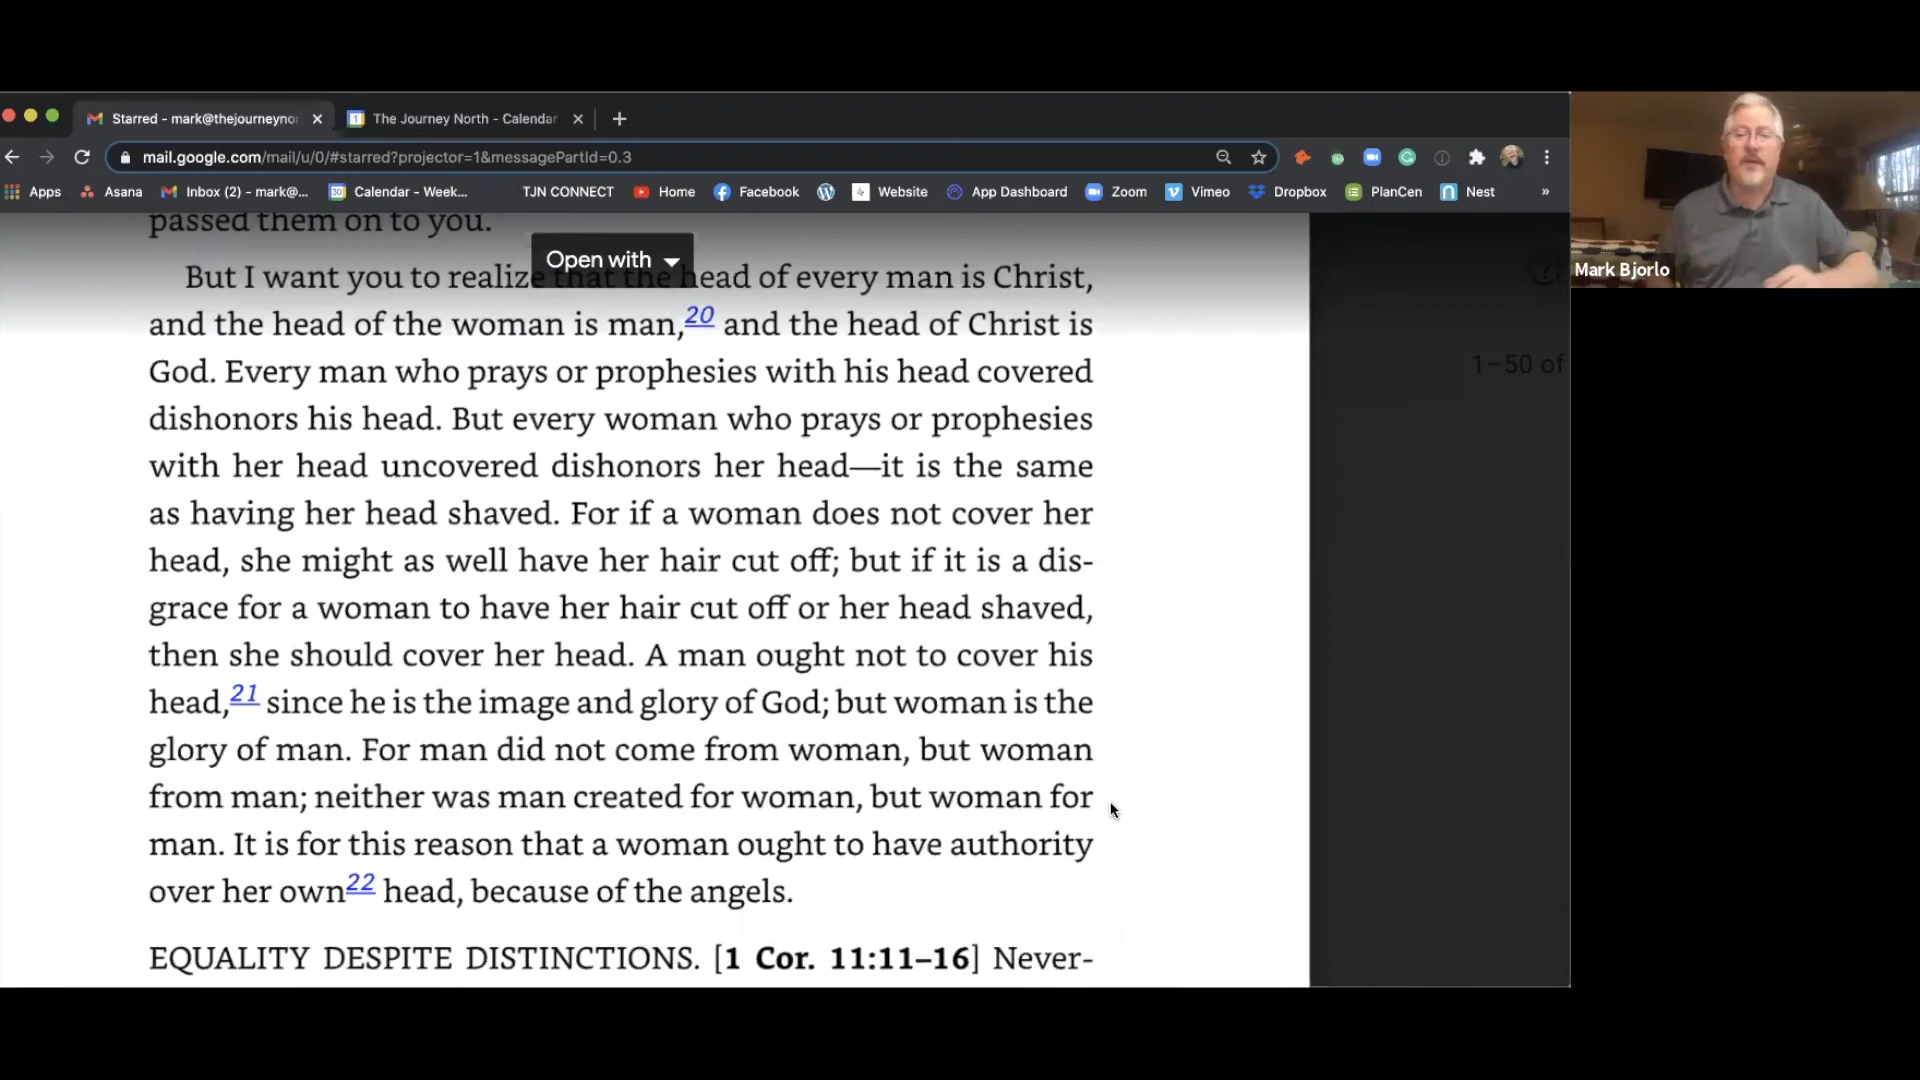 Starred - mark@thejourneynor
The Journey North - Calendar
mail.google.com/mail/u/0/#starred?projector=1&messagePartId=0.3
Apps
Asana
Inbox (2) - mark@...
Calendar - Week...
TJN CONNECT
Home
Facebook
Website
App Dashboard
Zoom
Vimeo
Dropbox
PlanCen
Nest
»
passed them on to you.
Open with
But I want you to realize that the head of every man is Christ,
and the head of the woman is man,20 and the head of Christ is
God. Every man who prays or prophesies with his head covered
dishonors his head. But every woman who prays or prophesies
with her head uncovered dishonors her head—it is the same
as having her head shaved. For if a woman does not cover her
head, she might as well have her hair cut off; but if it is a dis-
grace for a woman to have her hair cut off or her head shaved,
then she should cover her head. A man ought not to cover his
head,21 since he is the image and glory of God; but woman is the
glory of man. For man did not come from woman, but woman
from man; neither was man created for woman, but woman for
man. It is for this reason that a woman ought to have authority
over her own22 head, because of the angels.
EQUALITY DESPITE DISTINCTIONS. [1 Cor. 11:11–16] Never-
1–50 of
Mark Bjorlo